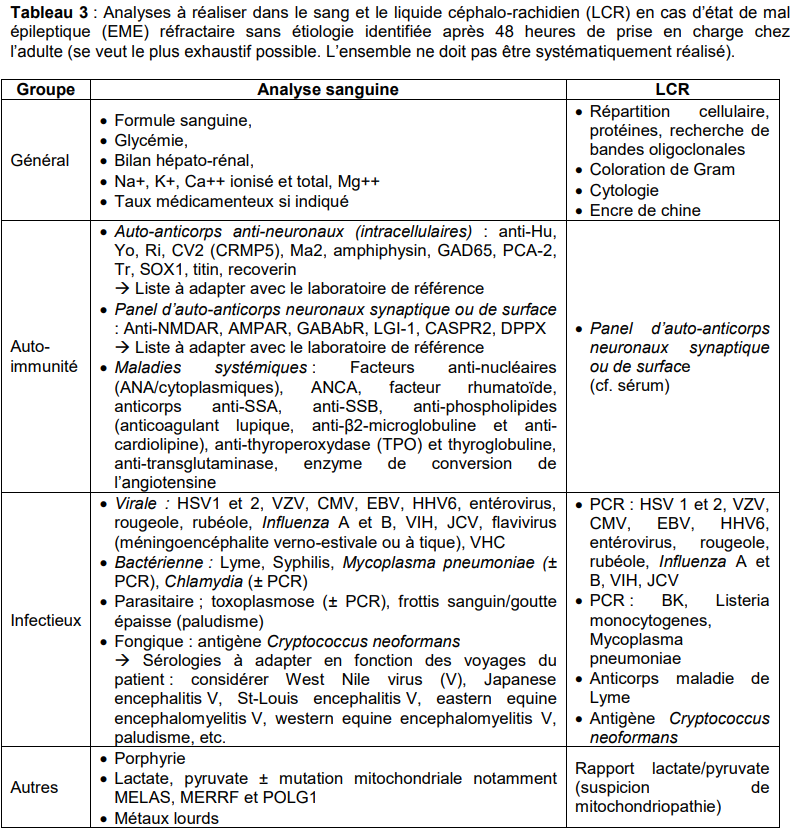 Tableau 3 : Analyses à réaliser dans le sang et le liquide céphalo-rachidien (LCR) en cas d'état de mal
épileptique (EME) réfractaire sans étiologie identifiée après 48 heures de prise en charge chez
l'adulte (se veut le plus exhaustif possible. L'ensemble ne doit pas être systématiquement réalisé).
Groupe
Analyse sanguine
LCR
Général
• Formule sanguine,
• Glycémie,
• Bilan hépato-rénal,
• Na+, K+, Ca++ ionisé et total, Mg++
• Taux médicamenteux si indiqué
• Répartition cellulaire,
protéines, recherche de
bandes oligoclonales
• Coloration de Gram
• Cytologie
• Encre de chine
Auto-
immunité
• Auto-anticorps anti-neuronaux (intracellulaires) : anti-Hu,
Yo, Ri, CV2 (CRMP5), Ma2, amphiphysin, GAD65, PCA-2,
Tr, SOX1, titin, recoverin
→ Liste à adapter avec le laboratoire de référence
• Panel d'auto-anticorps neuronaux synaptique ou de surface
: Anti-NMDAR, AMPAR, GABAbR, LGI-1, CASPR2, DPPX
→ Liste à adapter avec le laboratoire de référence
• Maladies systémiques : Facteurs anti-nucléaires
(ANA/cytoplasmiques), ANCA, facteur rhumatoïde,
anticorps anti-SSA, anti-SSB, anti-phospholipides
(anticoagulant lupique, anti-β2-microglobuline et anti-
cardiolipine), anti-thyroperoxydase (TPO) et thyroglobuline,
anti-transglutaminase, enzyme de conversion de
l'angiotensine
• Panel d'auto-anticorps
neuronaux synaptique
ou de surface
(cf. sérum)
Infectieux
• Virale : HSV1 et 2, VZV, CMV, EBV, HHV6, entérovirus,
rougeole, rubéole, Influenza A et B, VIH, JCV, flavivirus
(méningoencéphalite verno-estivale ou à tique), VHC
• Bactérienne : Lyme, Syphilis, Mycoplasma pneumoniae (±
PCR), Chlamydia (± PCR)
• Parasitaire ; toxoplasmose (± PCR), frottis sanguin/goutte
épaisse (paludisme)
• Fongique : antigène Cryptococcus neoformans
→ Sérologies à adapter en fonction des voyages du
patient : considérer West Nile virus (V), Japanese
encephalitis V, St-Louis encephalitis V, eastern equine
encephalomyelitis V, western equine encephalomyelitis V,
paludisme, etc.
• PCR : HSV 1 et 2, VZV,
CMV, EBV, HHV6,
entérovirus, rougeole,
rubéole, Influenza A et
B, VIH, JCV
• PCR : BK, Listeria
monocytogenes,
Mycoplasma
pneumoniae
• Anticorps maladie de
Lyme
• Antigène Cryptococcus
neoformans
Autres
• Porphyrie
• Lactate, pyruvate ± mutation mitochondriale notamment
MELAS, MERRF et POLG1
• Métaux lourds
Rapport lactate/pyruvate
(suspicion de
mitochondriopathie)